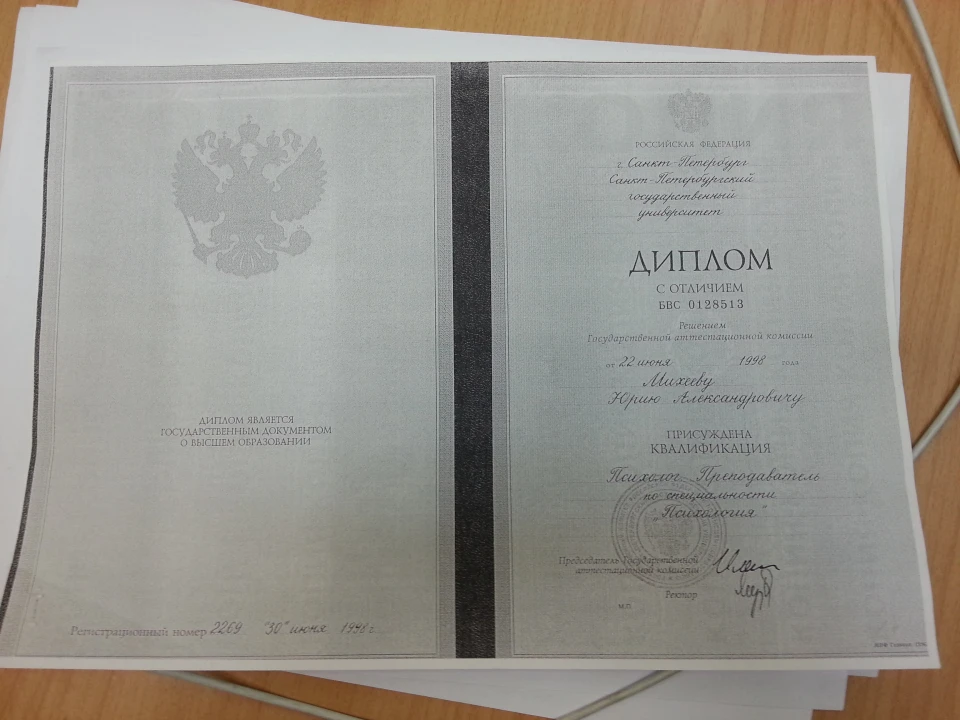 ДИПЛОМ ЯВЛЯЕТСЯ
ГОСУДАРСТВЕННЫМ ДОКУМЕНТОМ
О ВЫСШЕМ ОБРАЗОВАНИИ
Регистрационный номер 2269 "30" июня 1998 г.
РОССИЙСКАЯ ФЕДЕРАЦИЯ
г. Санкт-Петербург
Санкт-Петербургский
государственный
университет
ДИПЛОМ
С ОТЛИЧИЕМ
БВС 0128513
Решением
Государственной аттестационной комиссии
от 22 июня 1998 года
Михееву
Юрию Александровичу
ПРИСУЖДЕНА
КВАЛИФИКАЦИЯ
Психолог. Преподаватель
по специальности
„Психология"
Председатель Государственной
аттестационной комиссии
Ректор
М.П.